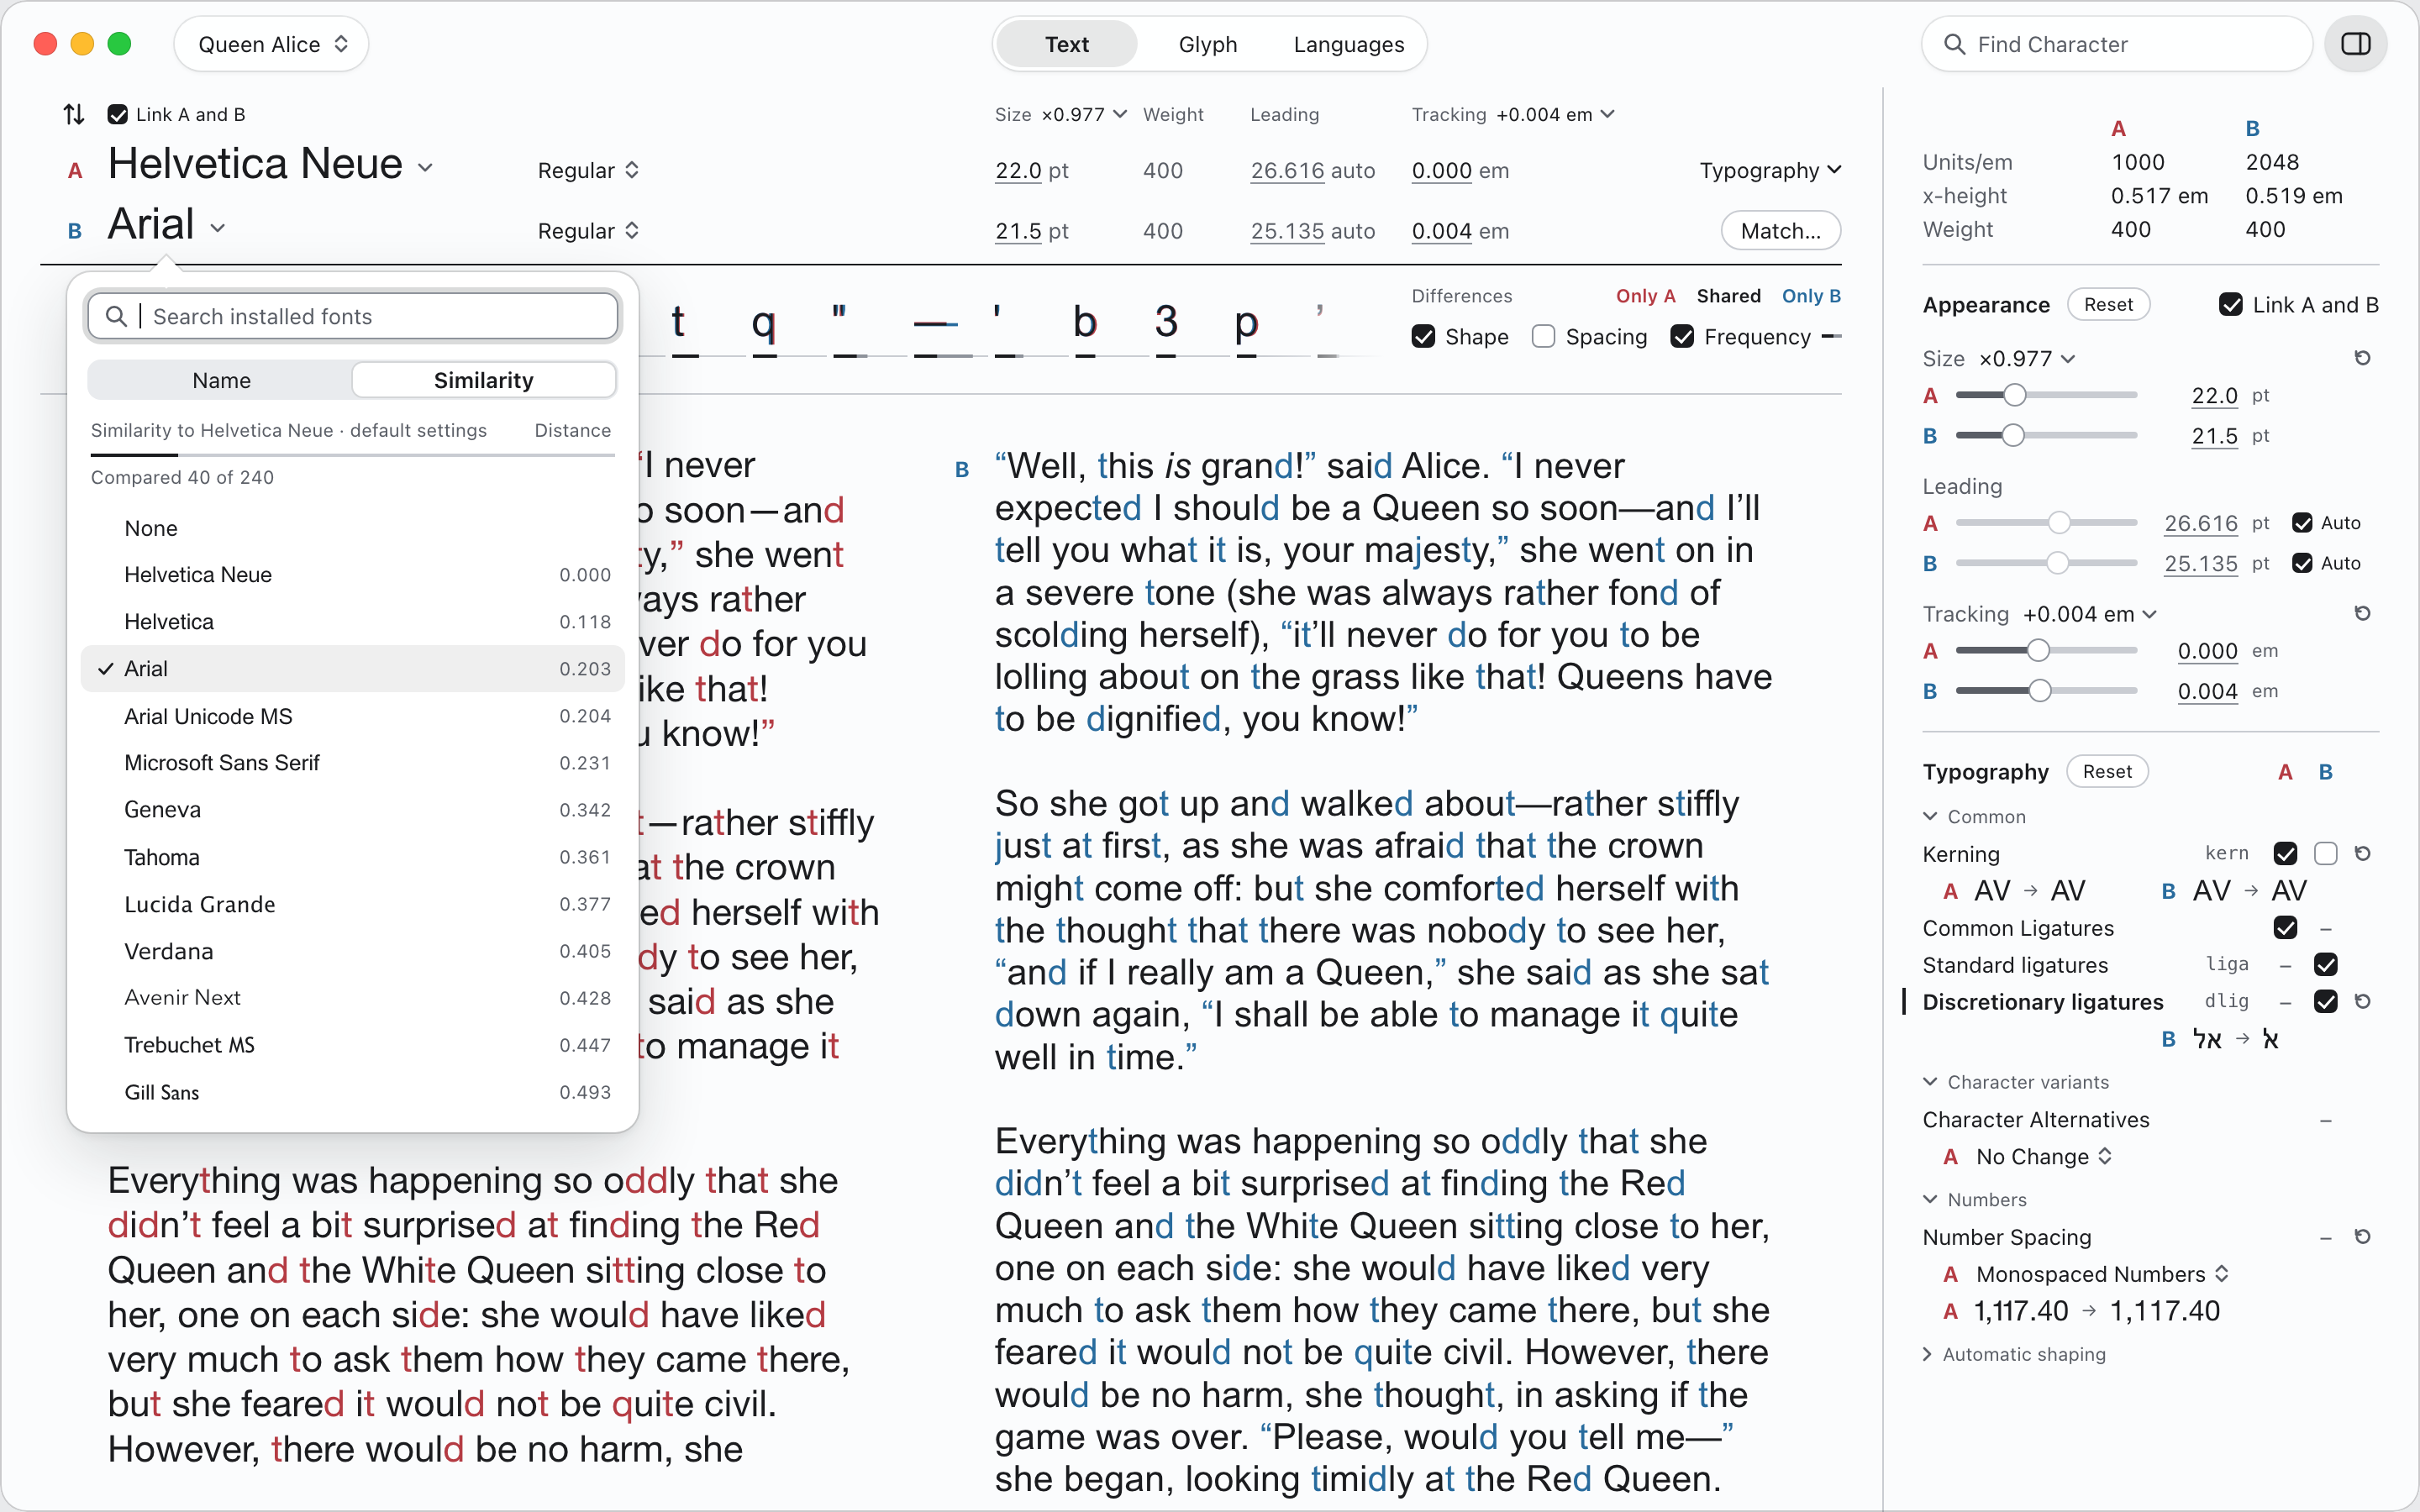 Queen Alice
Text
Glyph
Languages
Find Character
Link A and B
Size ×0.977
Weight
Leading
Tracking +0.004 em
A Helvetica Neue
Regular
22.0 pt
400
26.616 auto
0.000 em
Typography
B Arial
Regular
21.5 pt
400
25.135 auto
0.004 em
Match...
Search installed fonts
Name
Similarity
Similarity to Helvetica Neue · default settings
Distance
Compared 40 of 240
None
Helvetica Neue 0.000
Helvetica 0.118
Arial 0.203
Arial Unicode MS 0.204
Microsoft Sans Serif 0.231
Geneva 0.342
Tahoma 0.361
Lucida Grande 0.377
Verdana 0.405
Avenir Next 0.428
Trebuchet MS 0.447
Gill Sans 0.493
t q " — ' b 3 p ’
Differences
Only A
Shared
Only B
Shape
Spacing
Frequency
“I never
soon—and
y,” she went
ays rather
ver do for you
ike that!
know!”
—rather stiffly
at the crown
ed herself with
dy to see her,
said as she
to manage it
Everything was happening so oddly that she
didn’t feel a bit surprised at finding the Red
Queen and the White Queen sitting close to
her, one on each side: she would have liked
very much to ask them how they came there,
but she feared it would not be quite civil.
However, there would be no harm, she
B
“Well, this is grand!” said Alice. “I never
expected I should be a Queen so soon—and I’ll
tell you what it is, your majesty,” she went on in
a severe tone (she was always rather fond of
scolding herself), “it’ll never do for you to be
lolling about on the grass like that! Queens have
to be dignified, you know!”
So she got up and walked about—rather stiffly
just at first, as she was afraid that the crown
might come off: but she comforted herself with
the thought that there was nobody to see her,
“and if I really am a Queen,” she said as she sat
down again, “I shall be able to manage it quite
well in time.”
Everything was happening so oddly that she
didn’t feel a bit surprised at finding the Red
Queen and the White Queen sitting close to her,
one on each side: she would have liked very
much to ask them how they came there, but she
feared it would not be quite civil. However, there
would be no harm, she thought, in asking if the
game was over. “Please, would you tell me—”
she began, looking timidly at the Red Queen.
A B
Units/em 1000 2048
x-height 0.517 em 0.519 em
Weight 400 400
Appearance
Reset
Link A and B
Size ×0.977
A 22.0 pt
B 21.5 pt
Leading
A 26.616 pt Auto
B 25.135 pt Auto
Tracking +0.004 em
A 0.000 em
B 0.004 em
Typography
Reset
A B
Common
Kerning kern
A AV → AV B AV → AV
Common Ligatures –
Standard ligatures liga –
Discretionary ligatures dlig –
B אל → ﭏ
Character variants
Character Alternatives –
A No Change
Numbers
Number Spacing –
A Monospaced Numbers
A 1,117.40 → 1,117.40
Automatic shaping